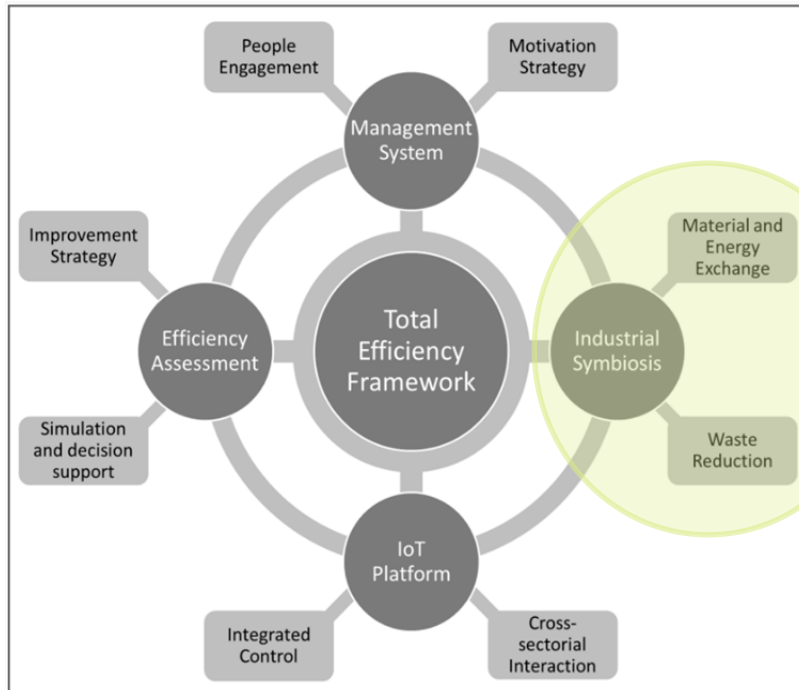 People
Engagement
Motivation
Strategy
Management
System
Improvement
Strategy
Material and
Energy
Exchange
Efficiency
Assessment
Total
Efficiency
Framework
Industrial
Symbiosis
Simulation
and decision
support
Waste
Reduction
IoT
Platform
Integrated
Control
Cross-
sectorial
Interaction